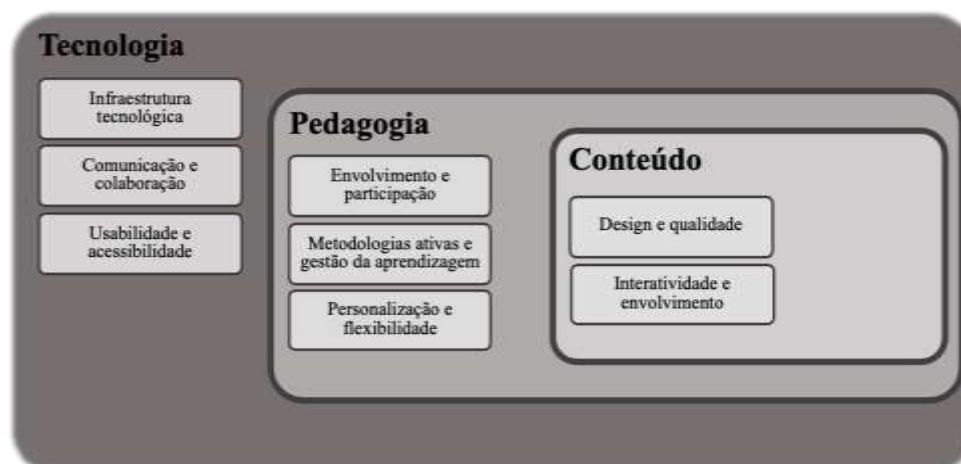 Tecnologia
Infraestrutura
tecnológica
Comunicação e
colaboração
Usabilidade e
acessibilidade
Pedagogia
Envolvimento e
participação
Metodologias ativas e
gestão da aprendizagem
Personalização e
flexibilidade
Conteúdo
Design e qualidade
Interatividade e
envolvimento